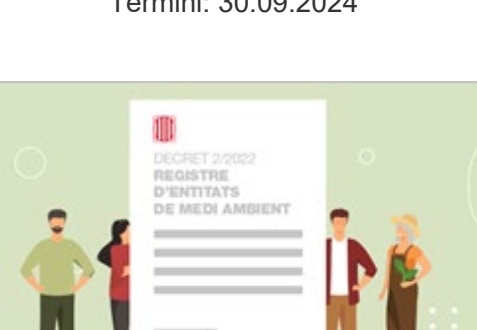 Termini: 30.09.2024
DECRET 2/2022
REGISTRE
D'ENTITATS
DE MEDI AMBIENT